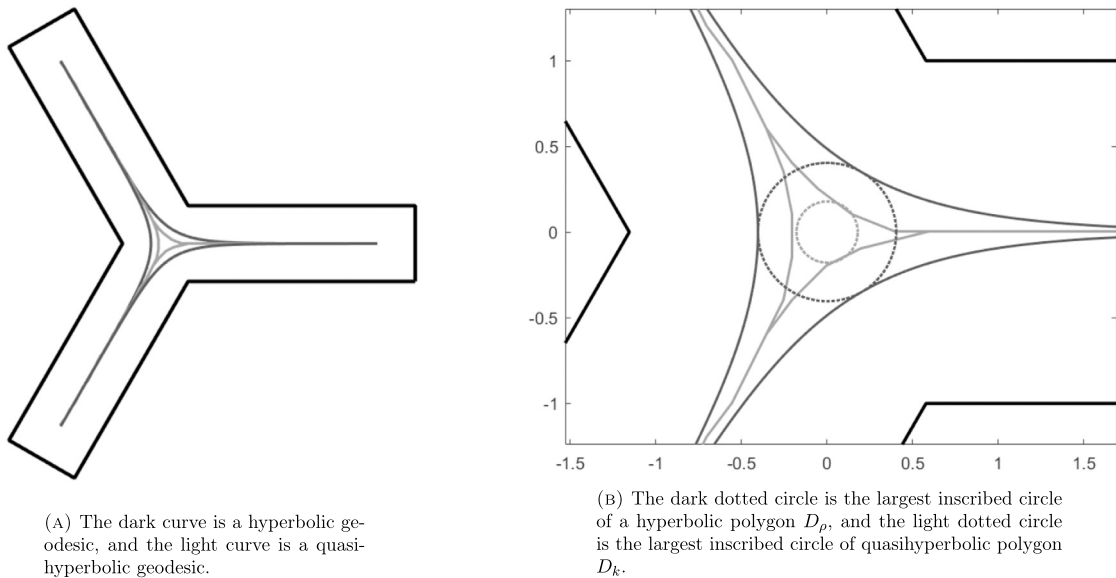 1
0.5
0
-0.5
-1
-1.5
-1
-0.5
0
0.5
1
1.5
(A) The dark curve is a hyperbolic ge-
odesic, and the light curve is a quasi-
hyperbolic geodesic.
(B) The dark dotted circle is the largest inscribed circle
of a hyperbolic polygon Dρ, and the light dotted circle
is the largest inscribed circle of quasihyperbolic polygon
Dk.